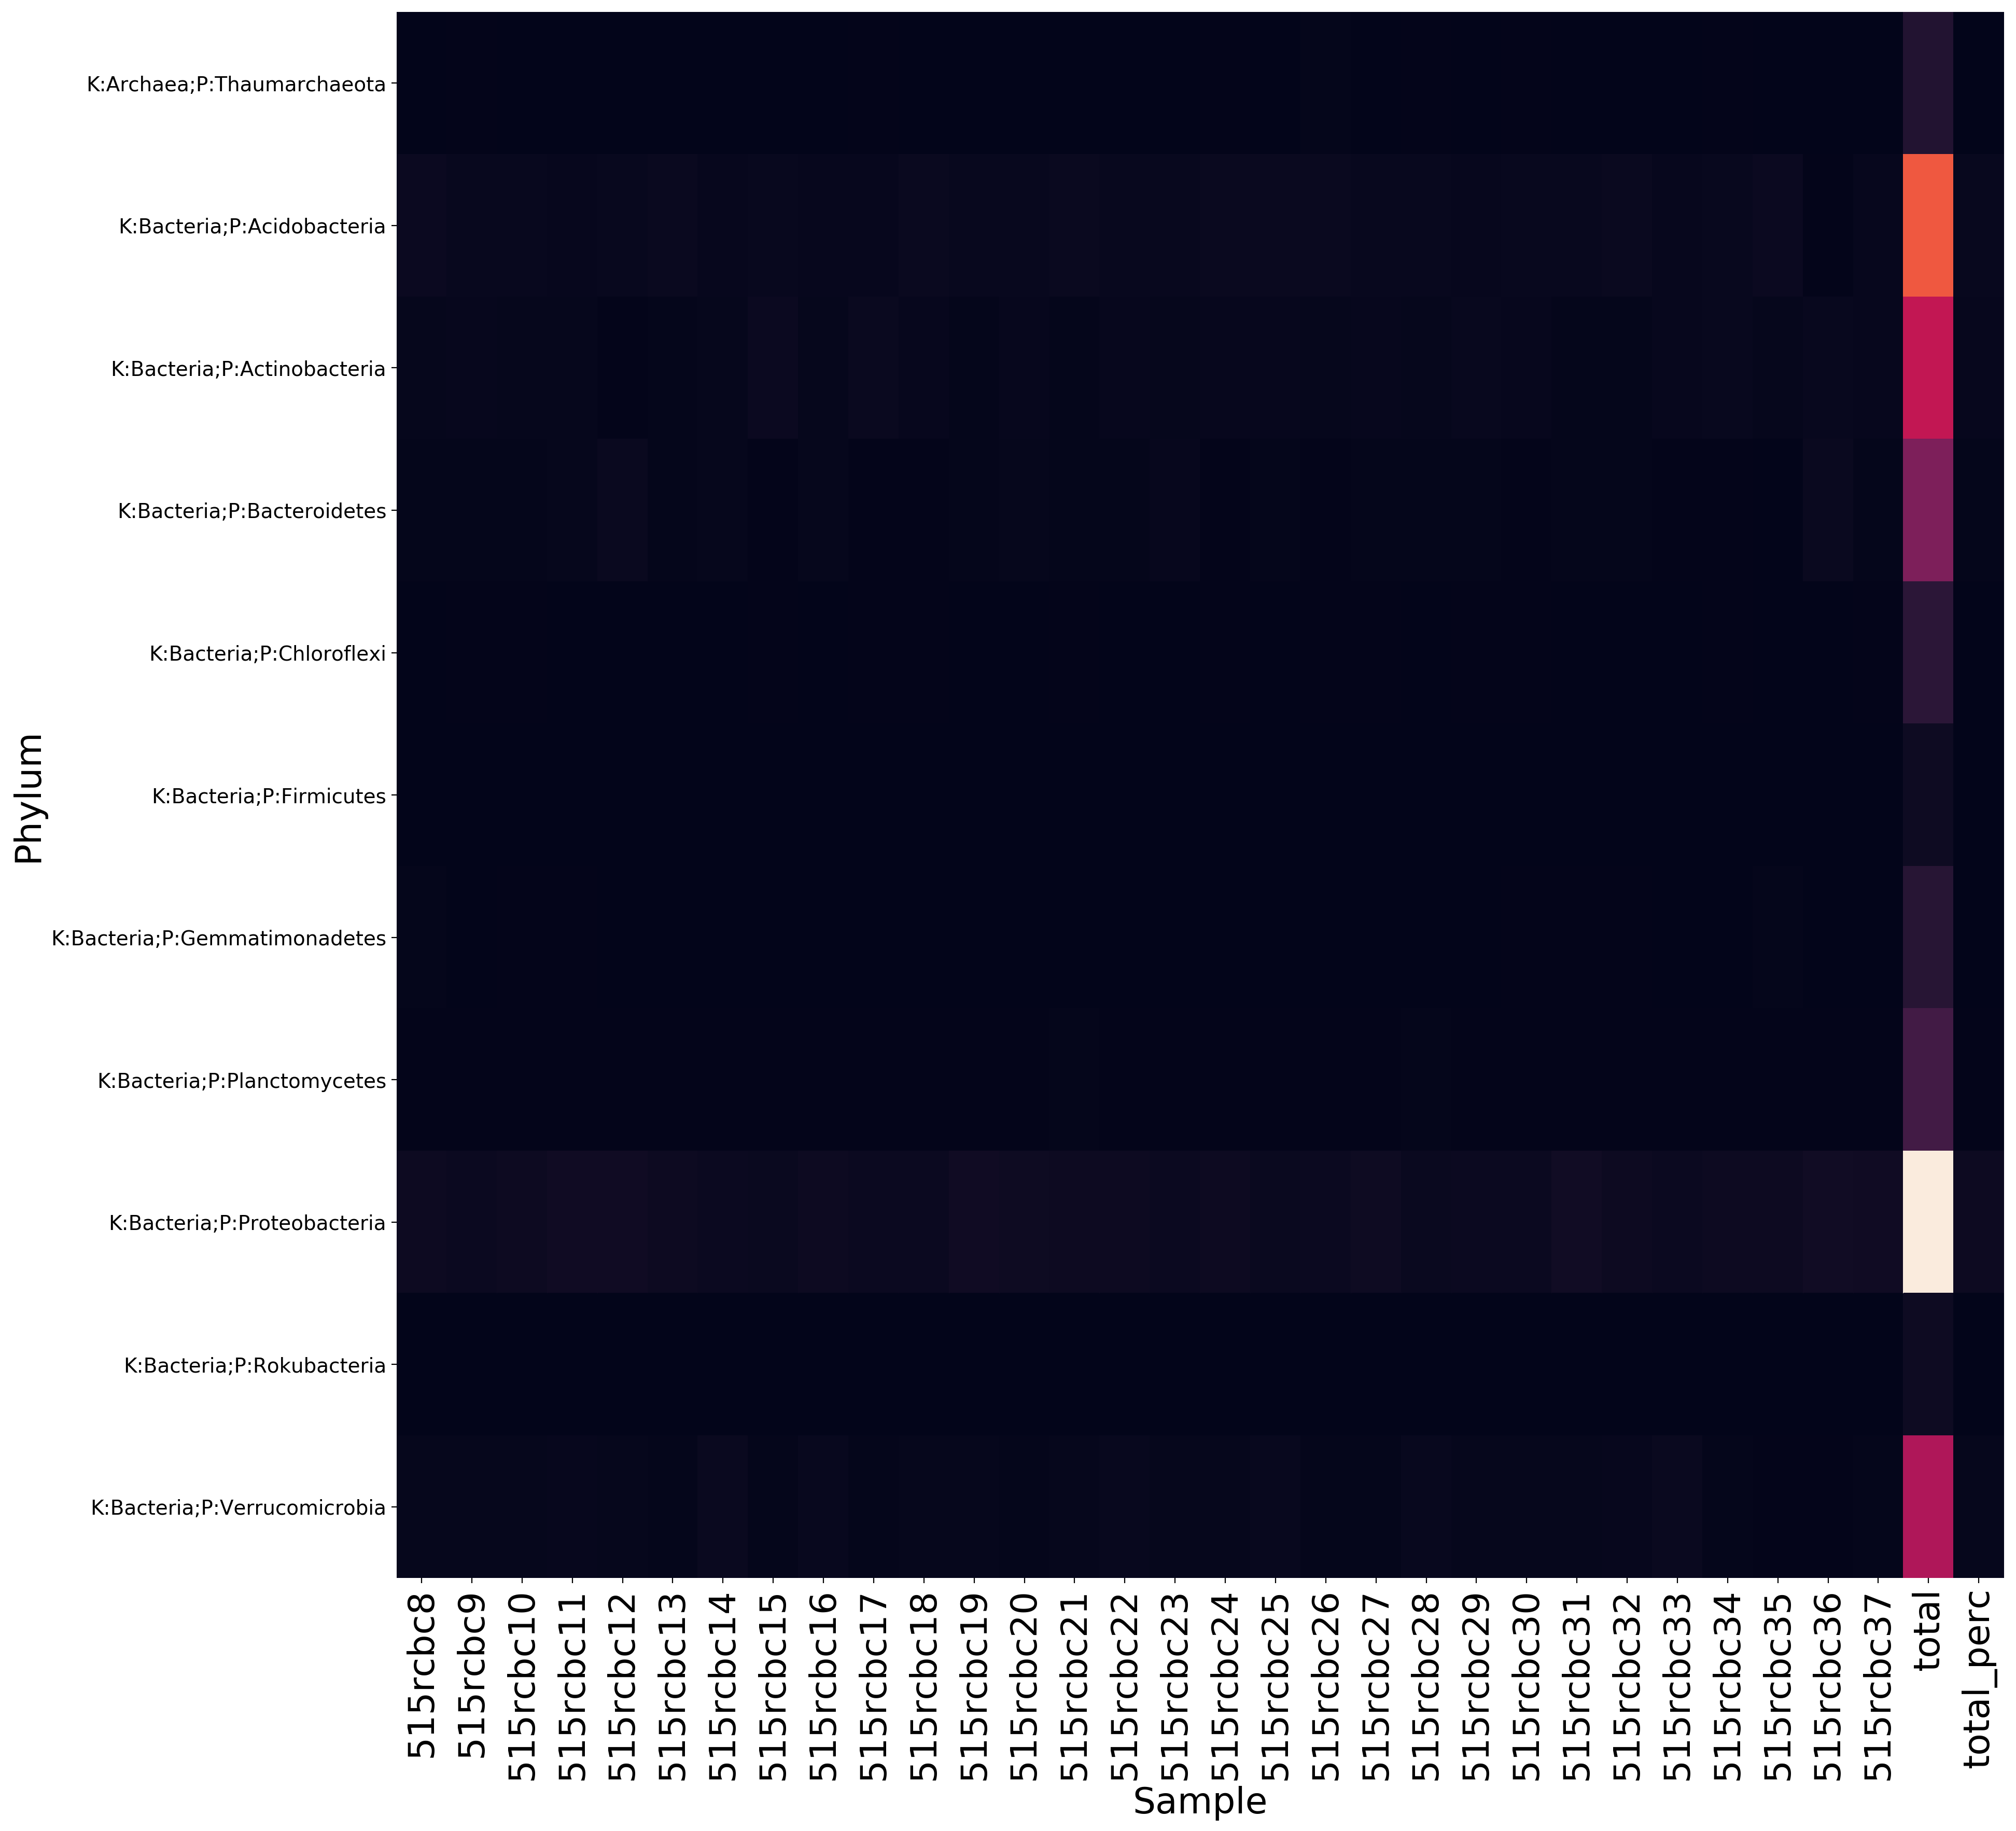 Phylum
K:Archaea;P:Thaumarchaeota
K:Bacteria;P:Acidobacteria
K:Bacteria;P:Actinobacteria
K:Bacteria;P:Bacteroidetes
K:Bacteria;P:Chloroflexi
K:Bacteria;P:Firmicutes
K:Bacteria;P:Gemmatimonadetes
K:Bacteria;P:Planctomycetes
K:Bacteria;P:Proteobacteria
K:Bacteria;P:Rokubacteria
K:Bacteria;P:Verrucomicrobia
515rcbc8
515rcbc9
515rcbc10
515rcbc11
515rcbc12
515rcbc13
515rcbc14
515rcbc15
515rcbc16
515rcbc17
515rcbc18
515rcbc19
515rcbc20
515rcbc21
515rcbc22
515rcbc23
515rcbc24
515rcbc25
515rcbc26
515rcbc27
515rcbc28
515rcbc29
515rcbc30
515rcbc31
515rcbc32
515rcbc33
515rcbc34
515rcbc35
515rcbc36
515rcbc37
total
total_perc
Sample